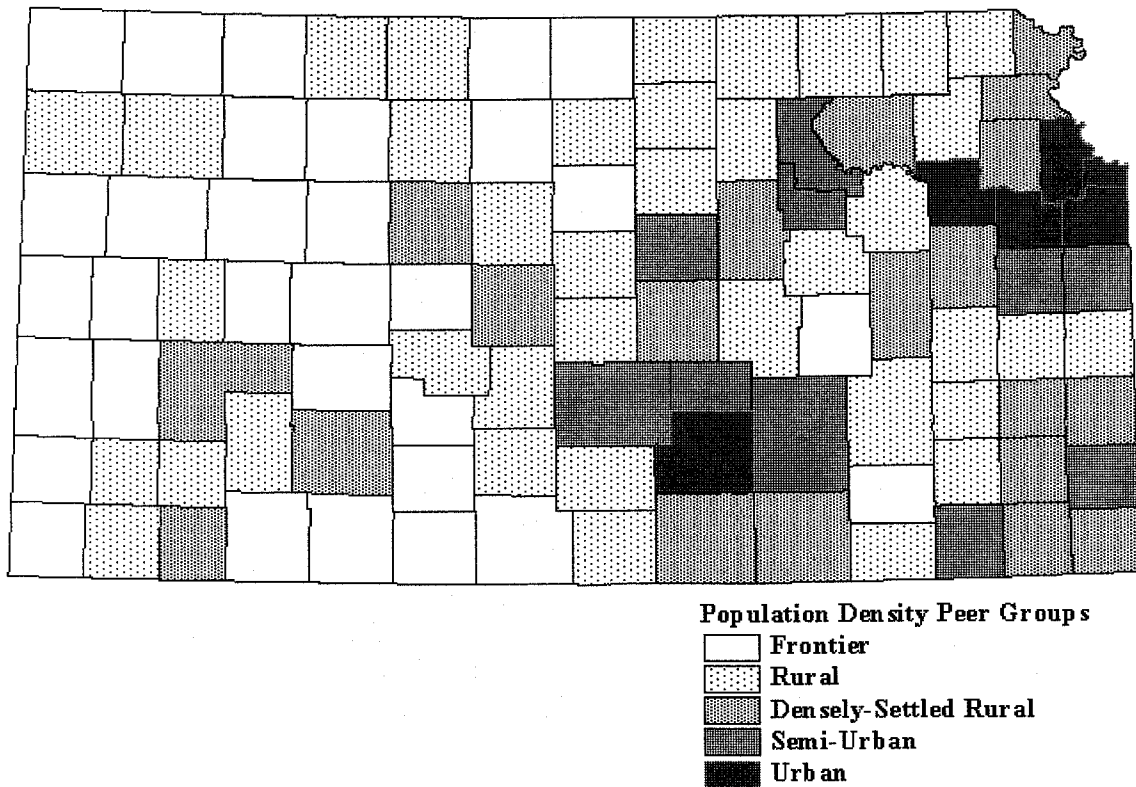 Population Density Peer Groups
Frontier
Rural
Densely-Settled Rural
Semi-Urban
Urban